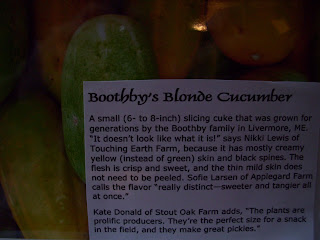 Boothby's Blonde Cucumber
A small (6- to 8-inch) slicing cuke that was grown for
generations by the Boothby family in Livermore, ME.
"It doesn't look like what it is!" says Nikki Lewis of
Touching Earth Farm, because it has mostly creamy
yellow (instead of green) skin and black spines. The
flesh is crisp and sweet, and the thin mild skin does
not need to be peeled. Sofie Larsen of Applegard Farm
calls the flavor "really distinct—sweeter and tangier all
at once."
Kate Donald of Stout Oak Farm adds, "The plants are
prolific producers. They're the perfect size for a snack
in the field, and they make great pickles."